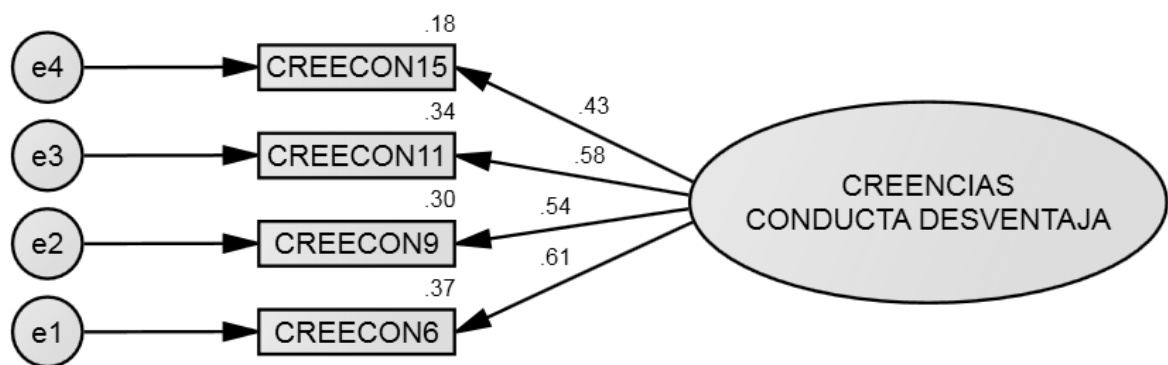 .18
e4
CREECON15
.43
.34
e3
CREECON11
.58
.30
e2
CREECON9
.54
.37
e1
CREECON6
.61
CREENCIAS
CONDUCTA DESVENTAJA